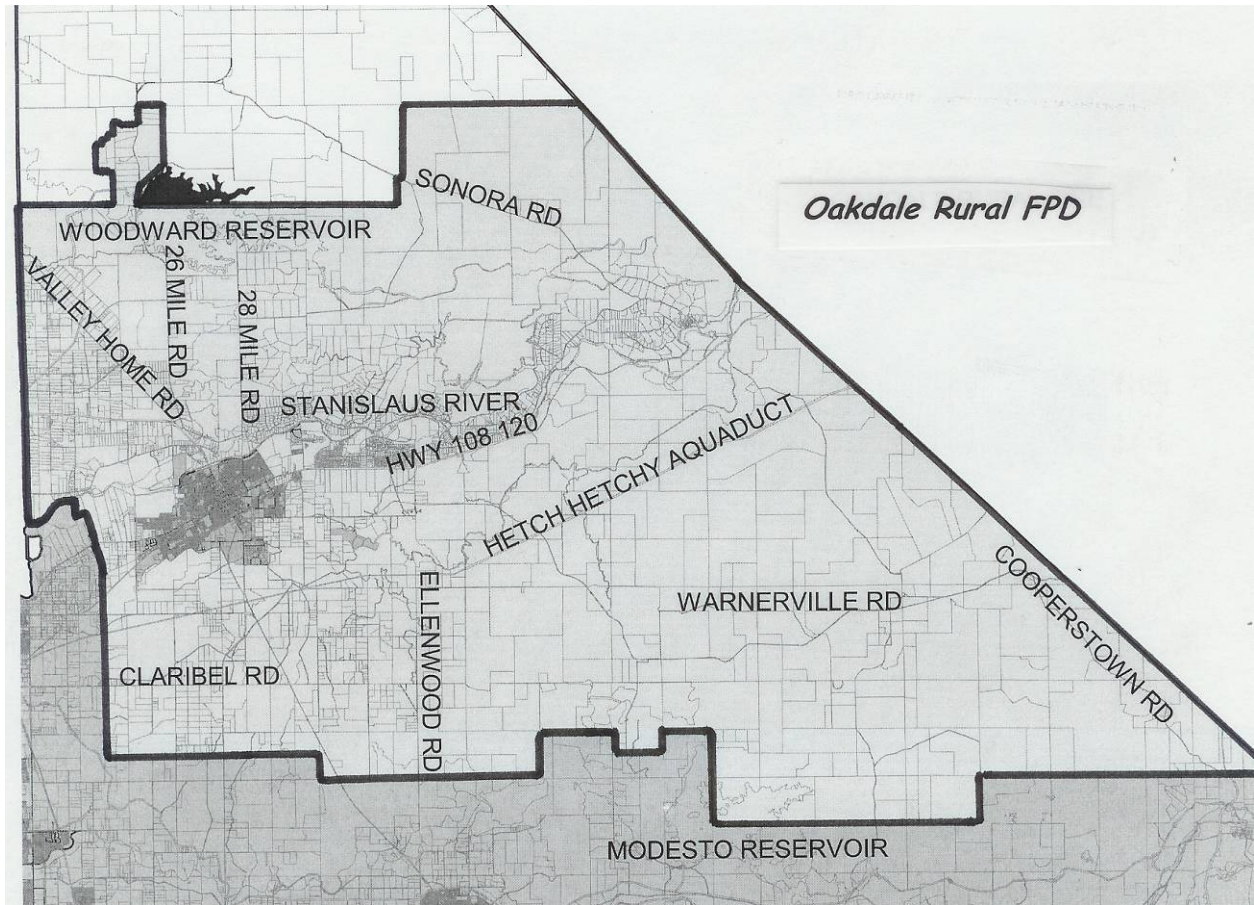 Oakdale Rural FPD
SONORA RD
WOODWARD RESERVOIR
26 MILE RD
VALLEY HOME RD
28 MILE RD
STANISLAUS RIVER
HWY 108 120
HETCH HETCHY AQUADUCT
COOPERSTOWN RD
ELLENWOOD RD
WARNERVILLE RD
CLARIBEL RD
MODESTO RESERVOIR